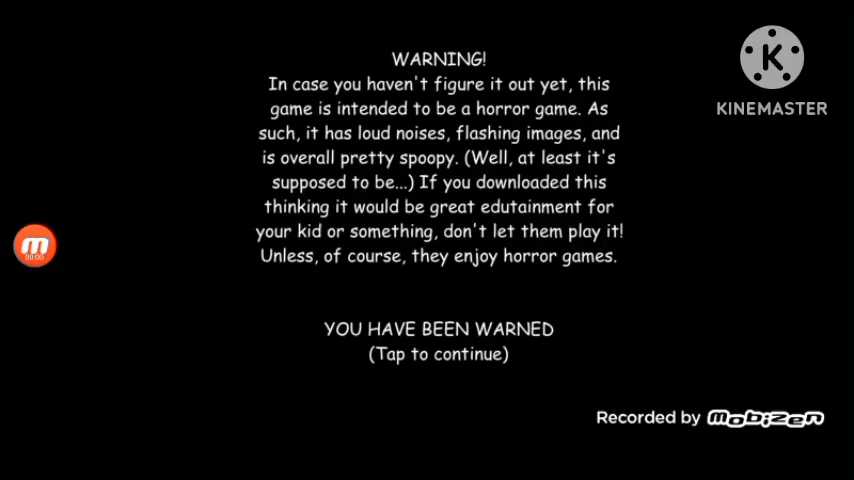 WARNING!
In case you haven't figure it out yet, this
game is intended to be a horror game. As
such, it has loud noises, flashing images, and
is overall pretty spoopy. (Well, at least it's
supposed to be...) If you downloaded this
thinking it would be great edutainment for
your kid or something, don't let them play it!
Unless, of course, they enjoy horror games.
YOU HAVE BEEN WARNED
(Tap to continue)
K
KINEMASTER
00:00
Recorded by mobizen